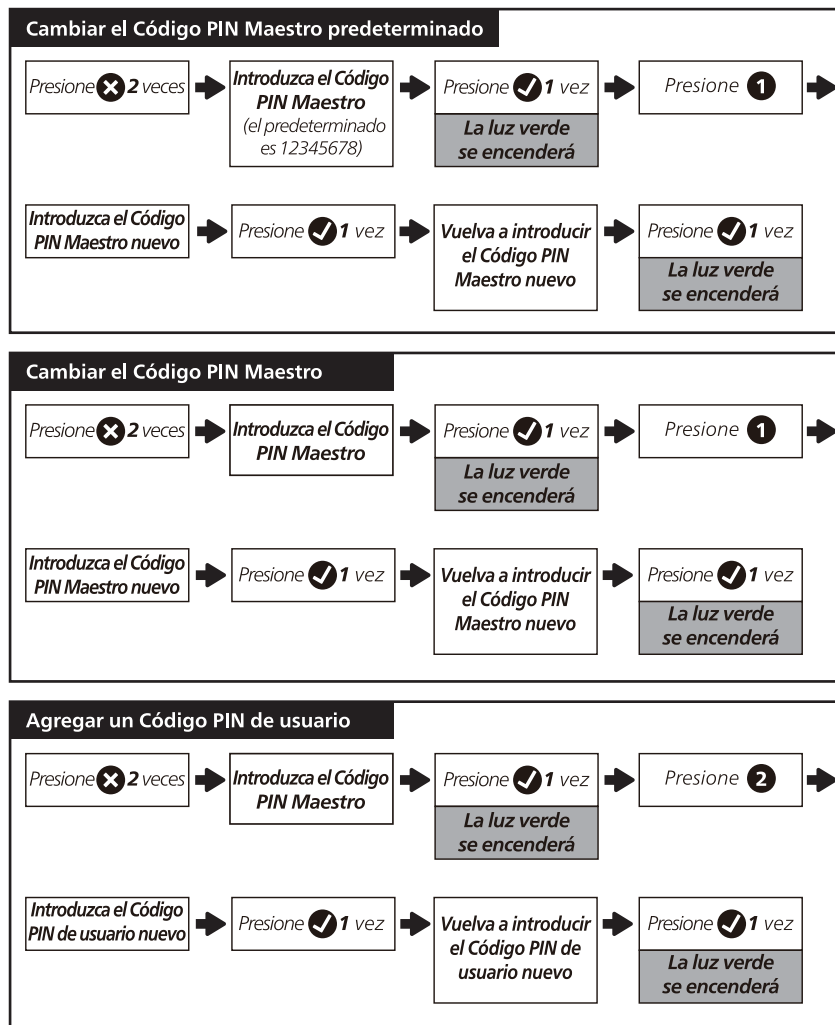 Cambiar el Código PIN Maestro predeterminado
Presione 2 veces
Introduzca el Código
PIN Maestro
(el predeterminado
es 12345678)
Presione 1 vez
La luz verde
se encenderá
Presione 1
Introduzca el Código
PIN Maestro nuevo
Presione 1 vez
Vuelva a introducir
el Código PIN
Maestro nuevo
Presione 1 vez
La luz verde
se encenderá
Cambiar el Código PIN Maestro
Presione 2 veces
Introduzca el Código
PIN Maestro
Presione 1 vez
La luz verde
se encenderá
Presione 1
Introduzca el Código
PIN Maestro nuevo
Presione 1 vez
Vuelva a introducir
el Código PIN
Maestro nuevo
Presione 1 vez
La luz verde
se encenderá
Agregar un Código PIN de usuario
Presione 2 veces
Introduzca el Código
PIN Maestro
Presione 1 vez
La luz verde
se encenderá
Presione 2
Introduzca el Código
PIN de usuario nuevo
Presione 1 vez
Vuelva a introducir
el Código PIN de
usuario nuevo
Presione 1 vez
La luz verde
se encenderá